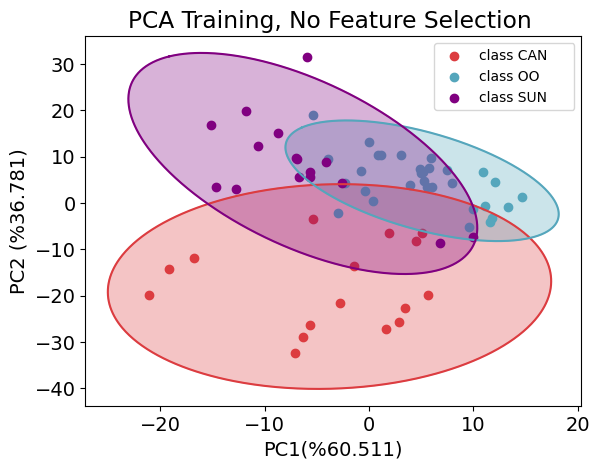 PCA Training, No Feature Selection
class CAN
class OO
class SUN
30
20
10
0
−10
−20
−30
−40
PC2 (%36.781)
−20 −10 0 10 20
PC1(%60.511)